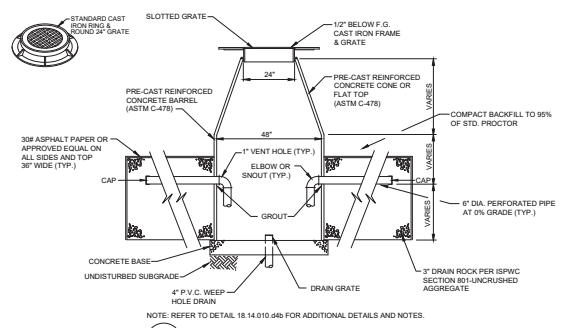 STANDARD CAST
IRON RING &
ROUND 24" GRATE
SLOTTED GRATE
1/2" BELOW F.G.
CAST IRON FRAME
& GRATE
24"
PRE-CAST REINFORCED
CONCRETE CONE OR
FLAT TOP
(ASTM C-478)
PRE-CAST REINFORCED
CONCRETE BARREL
(ASTM C-478)
VARIES
COMPACT BACKFILL TO 95%
OF STD. PROCTOR
48"
30# ASPHALT PAPER OR
APPROVED EQUAL ON
ALL SIDES AND TOP
36" WIDE (TYP.)
1" VENT HOLE (TYP.)
ELBOW OR
SNOUT (TYP.)
VARIES
CAP
CAP
GROUT
VARIES
6" DIA. PERFORATED PIPE
AT 0% GRADE (TYP.)
CONCRETE BASE
UNDISTURBED SUBGRADE
4" P.V.C. WEEP
HOLE DRAIN
DRAIN GRATE
3" DRAIN ROCK PER ISPWC
SECTION 801-UNCRUSHED
AGGREGATE
NOTE: REFER TO DETAIL 18.14.010.d4b FOR ADDITIONAL DETAILS AND NOTES.